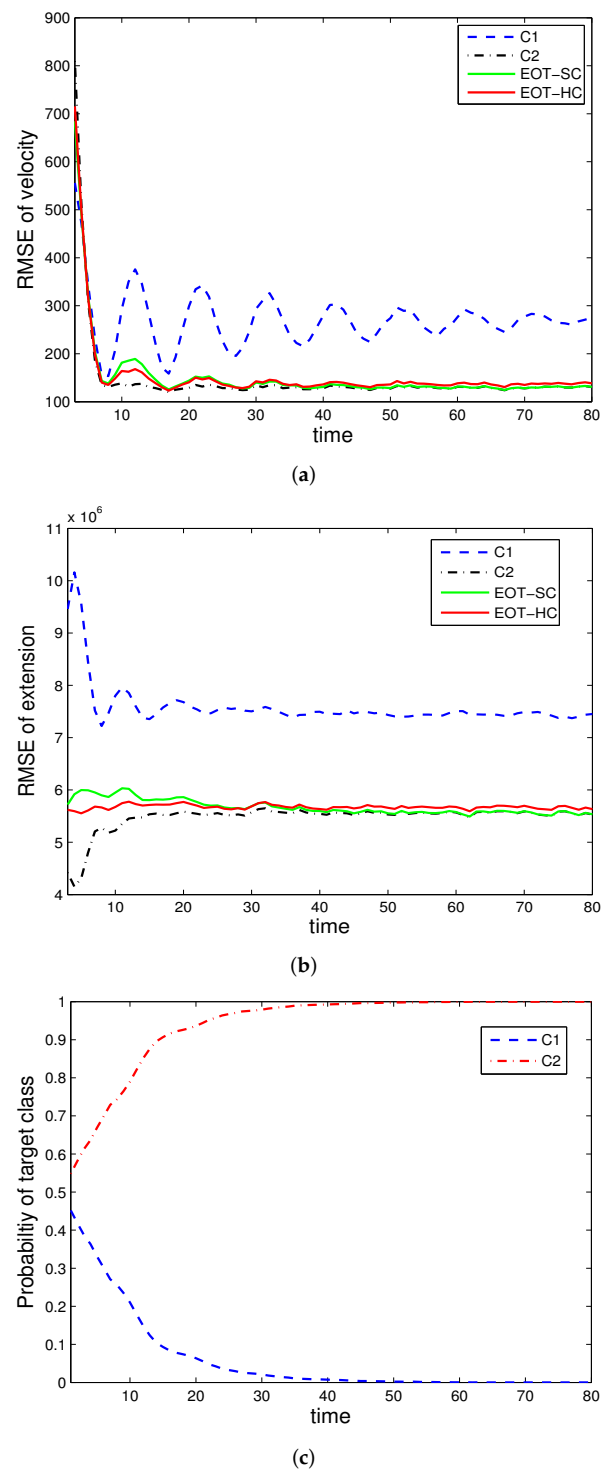 C1
C2
EOT−SC
EOT−HC
900
800
700
600
500
400
300
200
100
RMSE of velocity
10 20 30 40 50 60 70 80
time
(a)
x 10^6
C1
C2
EOT−SC
EOT−HC
11
10
9
8
7
6
5
4
RMSE of extension
10 20 30 40 50 60 70 80
time
(b)
C1
C2
1
0.9
0.8
0.7
0.6
0.5
0.4
0.3
0.2
0.1
0
Probabiltiy of target class
10 20 30 40 50 60 70 80
time
(c)